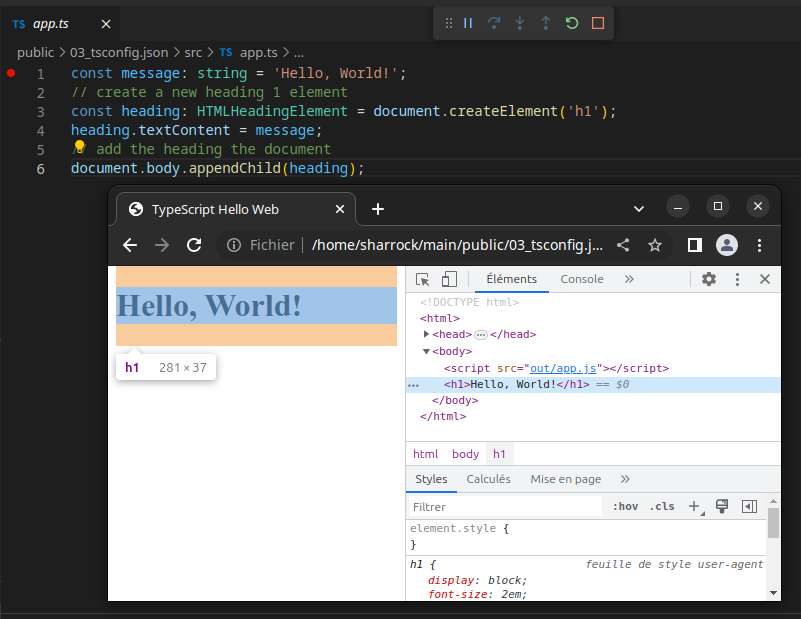 TS app.ts
public > 03_tsconfig.json > src > TS app.ts > ...
1 const message: string = 'Hello, World!';
2 // create a new heading 1 element
3 const heading: HTMLHeadingElement = document.createElement('h1');
4 heading.textContent = message;
5 add the heading the document
6 document.body.appendChild(heading);
TypeScript Hello Web
Fichier /home/sharrock/main/public/03_tsconfig.j...
Hello, World!
h1 281 × 37
Éléments Console »
<!DOCTYPE html>
<html>
<head> ... </head>
<body>
<script src="out/app.js"></script>
... <h1>Hello, World!</h1> == $0
</body>
</html>
html body h1
Styles Calculés Mise en page »
Filtrer :hov .cls +
element.style {
}
h1 { feuille de style user-agent
display: block;
font-size: 2em;